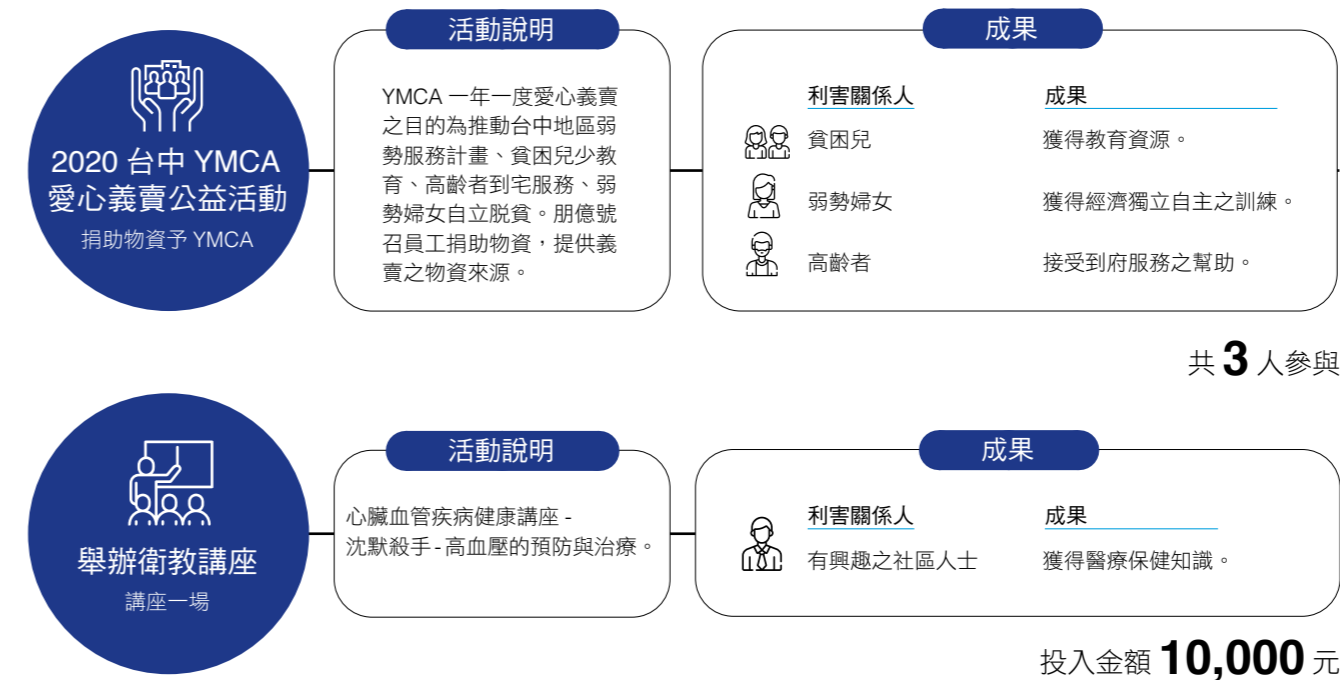 2020 台中 YMCA
愛心義賣公益活動
捐助物資予 YMCA
活動說明
YMCA 一年一度愛心義賣
之目的為推動台中地區弱
勢服務計畫、貧困兒少教
育、高齡者到宅服務、弱
勢婦女自立脫貧。朋億號
召員工捐助物資，提供義
賣之物資來源。
成果
利害關係人 成果
貧困兒 獲得教育資源。
弱勢婦女 獲得經濟獨立自主之訓練。
高齡者 接受到府服務之幫助。
共 3 人參與
舉辦衛教講座
講座一場
活動說明
心臟血管疾病健康講座 -
沈默殺手 - 高血壓的預防與治療。
成果
利害關係人 成果
有興趣之社區人士 獲得醫療保健知識。
投入金額 10,000 元